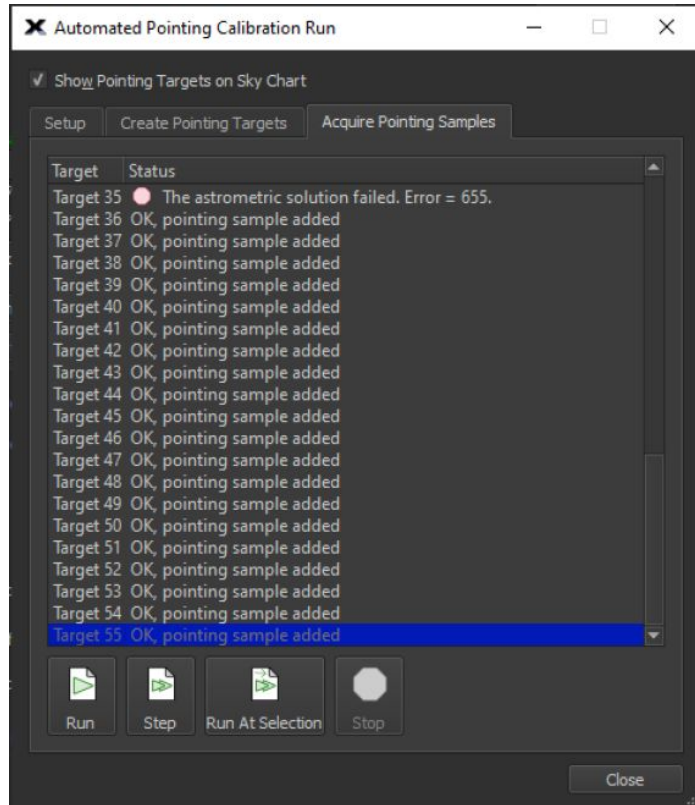 Automated Pointing Calibration Run
Show Pointing Targets on Sky Chart
Setup Create Pointing Targets Acquire Pointing Samples
Target Status
Target 35 The astrometric solution failed. Error = 655.
Target 36 OK, pointing sample added
Target 37 OK, pointing sample added
Target 38 OK, pointing sample added
Target 39 OK, pointing sample added
Target 40 OK, pointing sample added
Target 41 OK, pointing sample added
Target 42 OK, pointing sample added
Target 43 OK, pointing sample added
Target 44 OK, pointing sample added
Target 45 OK, pointing sample added
Target 46 OK, pointing sample added
Target 47 OK, pointing sample added
Target 48 OK, pointing sample added
Target 49 OK, pointing sample added
Target 50 OK, pointing sample added
Target 51 OK, pointing sample added
Target 52 OK, pointing sample added
Target 53 OK, pointing sample added
Target 54 OK, pointing sample added
Target 55 OK, pointing sample added
Run Step Run At Selection Stop
Close